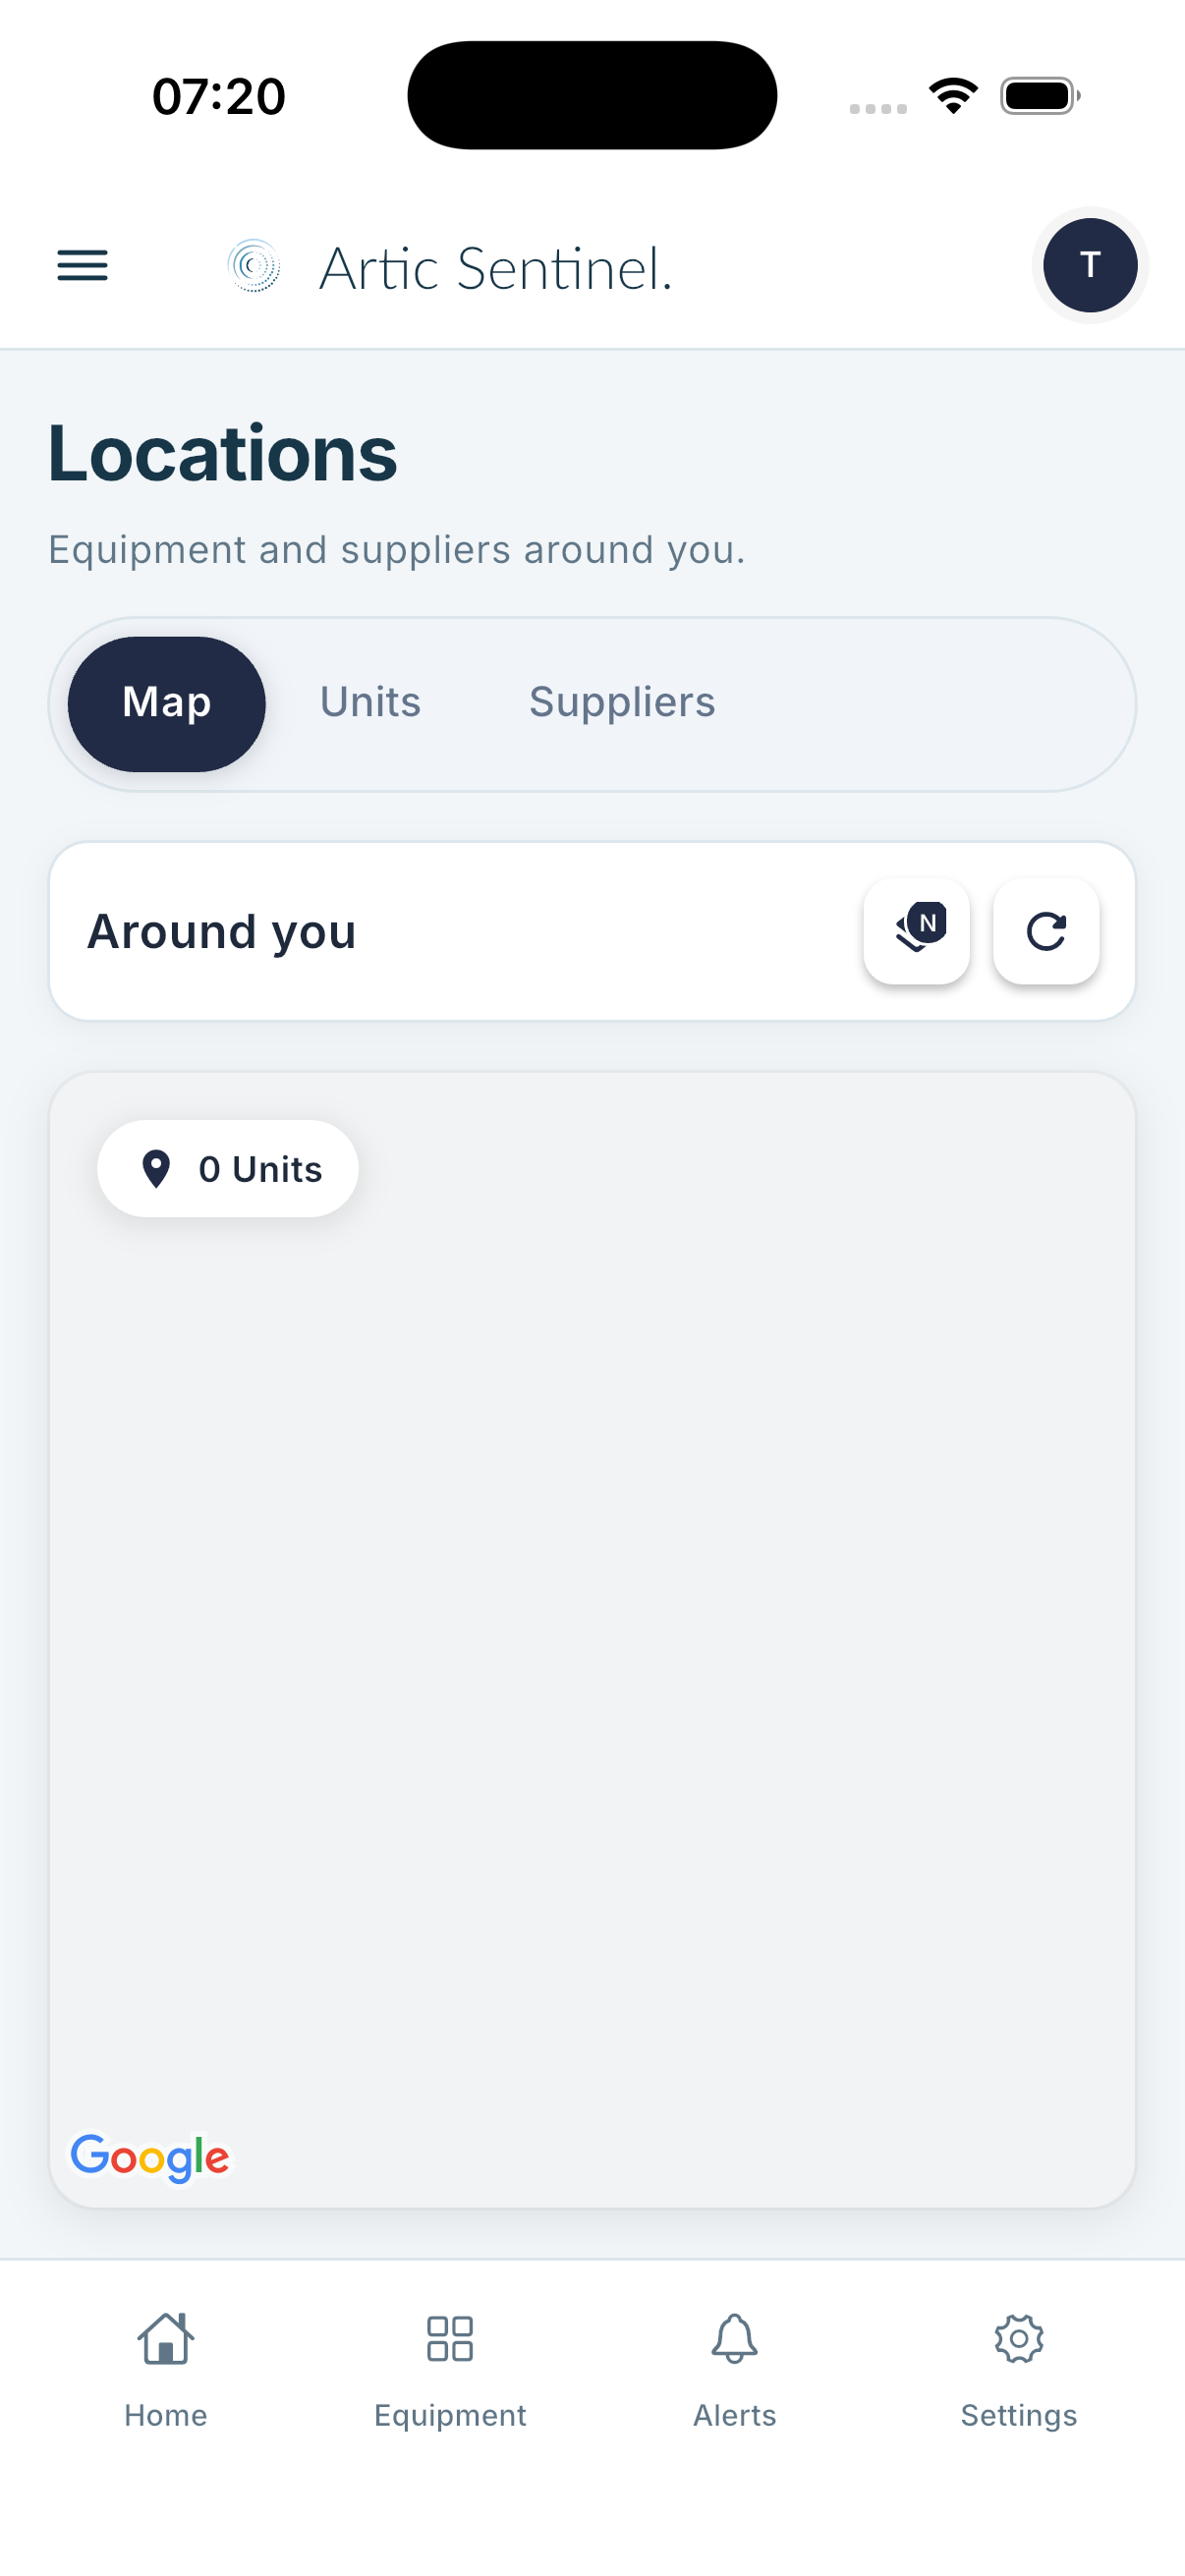 07:20
Artic Sentinel.
T
Locations
Equipment and suppliers around you.
Map Units Suppliers
Around you
N
0 Units
Google
Home Equipment Alerts Settings